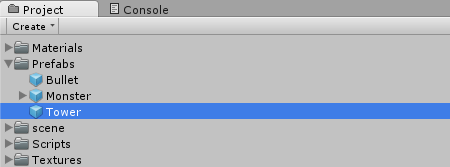 Project Console
Create
Materials
Prefabs
Bullet
Monster
Tower
scene
Scripts
Textures